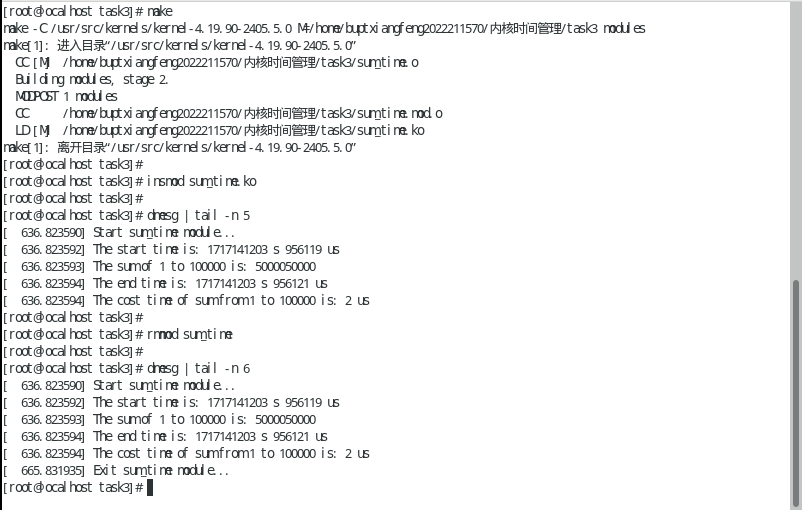 [root@localhost task3]# make
make -C /usr/src/kernels/kernel-4.19.90-2405.5.0 M=/home/buptxiangfeng2022211570/内核时间管理/task3 modules
make[1]: 进入目录“/usr/src/kernels/kernel-4.19.90-2405.5.0”
CC [M] /home/buptxiangfeng2022211570/内核时间管理/task3/sum_time.o
Building modules, stage 2.
MODPOST 1 modules
CC /home/buptxiangfeng2022211570/内核时间管理/task3/sum_time.mod.o
LD [M] /home/buptxiangfeng2022211570/内核时间管理/task3/sum_time.ko
make[1]: 离开目录“/usr/src/kernels/kernel-4.19.90-2405.5.0”
[root@localhost task3]#
[root@localhost task3]# insmod sum_time.ko
[root@localhost task3]#
[root@localhost task3]# dmesg | tail -n 5
[ 636.823590] Start sum_time module...
[ 636.823592] The start time is: 1717141203 s 956119 us
[ 636.823593] The sum of 1 to 100000 is: 5000050000
[ 636.823594] The end time is: 1717141203 s 956121 us
[ 636.823594] The cost time of sum from 1 to 100000 is: 2 us
[root@localhost task3]#
[root@localhost task3]# rmmod sum_time
[root@localhost task3]#
[root@localhost task3]# dmesg | tail -n 6
[ 636.823590] Start sum_time module...
[ 636.823592] The start time is: 1717141203 s 956119 us
[ 636.823593] The sum of 1 to 100000 is: 5000050000
[ 636.823594] The end time is: 1717141203 s 956121 us
[ 636.823594] The cost time of sum from 1 to 100000 is: 2 us
[ 665.831935] Exit sum_time module...
[root@localhost task3]#